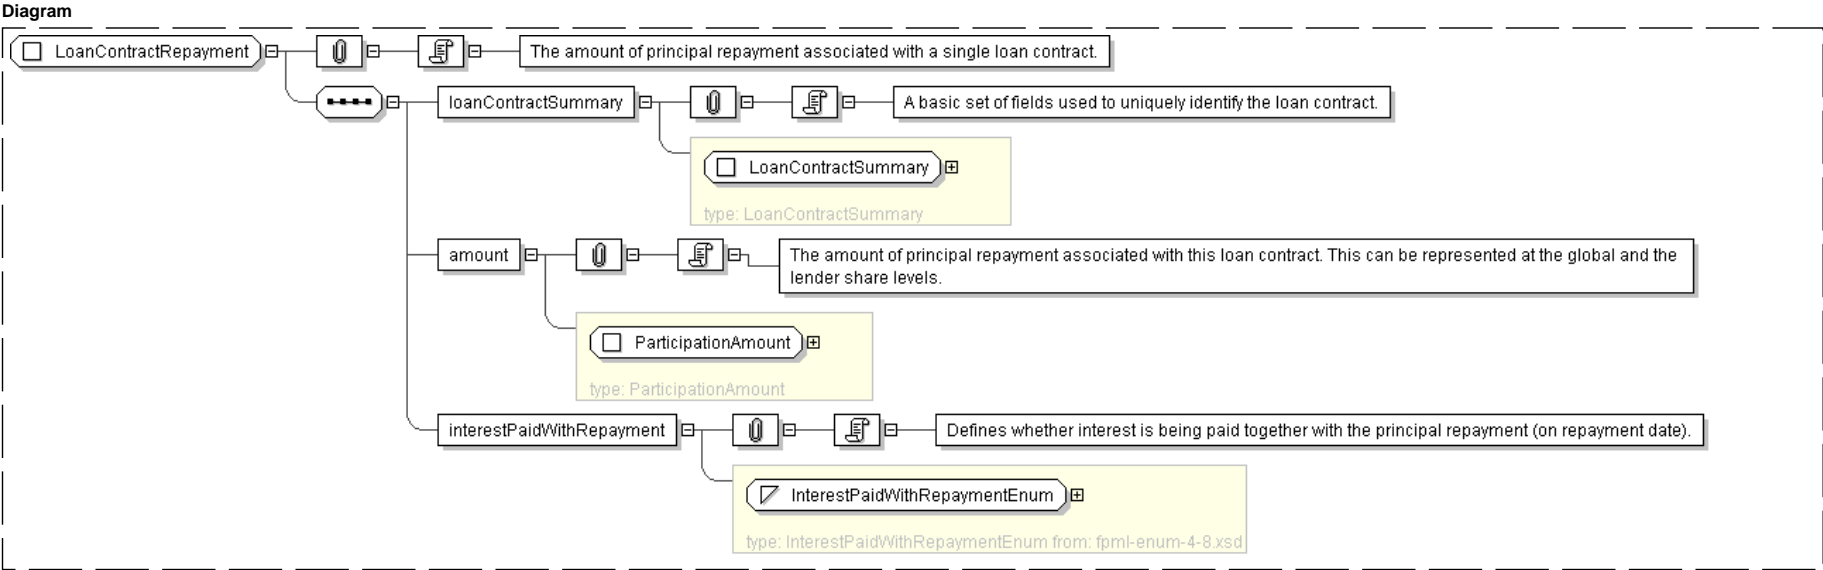 Diagram
LoanContractRepayment
The amount of principal repayment associated with a single loan contract.
loanContractSummary
A basic set of fields used to uniquely identify the loan contract.
LoanContractSummary
type: LoanContractSummary
amount
The amount of principal repayment associated with this loan contract. This can be represented at the global and the
lender share levels.
ParticipationAmount
type: ParticipationAmount
interestPaidWithRepayment
Defines whether interest is being paid together with the principal repayment (on repayment date).
InterestPaidWithRepaymentEnum
type: InterestPaidWithRepaymentEnum from: fpml-enum-4-8.xsd